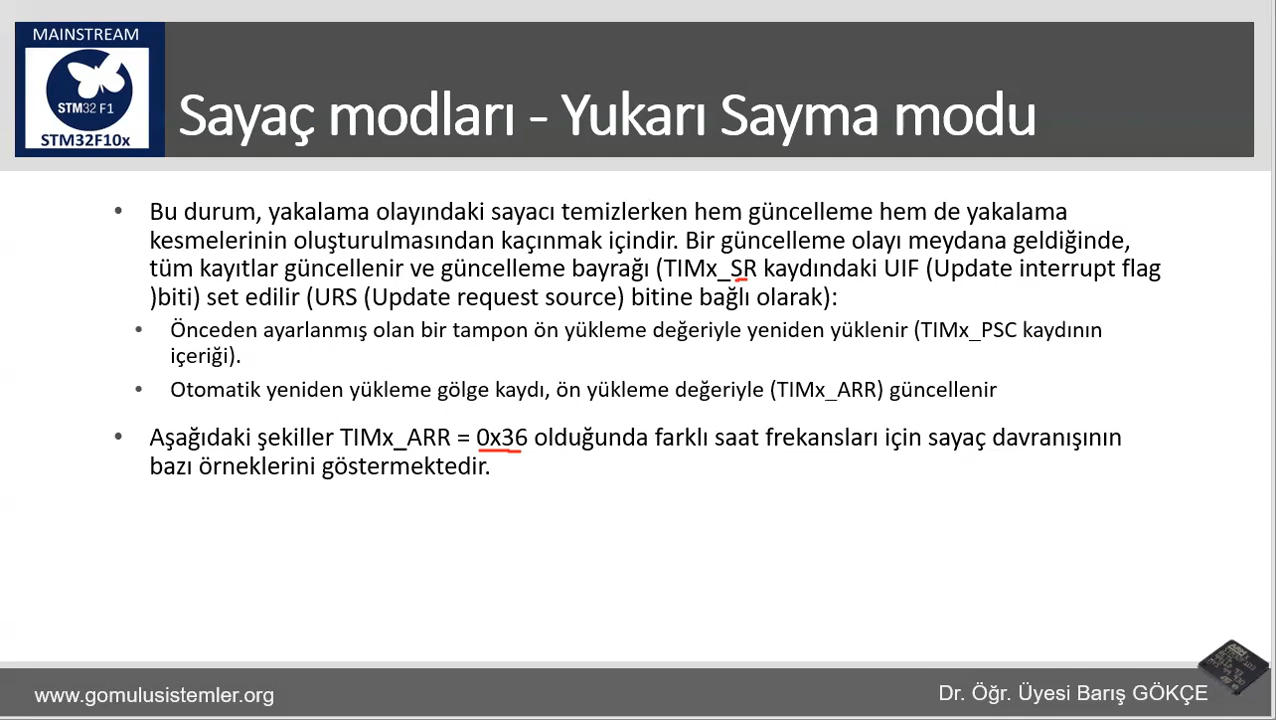 MAINSTREAM
STM32 F1
STM32F10x
Sayaç modları - Yukarı Sayma modu
• Bu durum, yakalama olayındaki sayacı temizlerken hem güncelleme hem de yakalama
kesmelerinin oluşturulmasından kaçınmak içindir. Bir güncelleme olayı meydana geldiğinde,
tüm kayıtlar güncellenir ve güncelleme bayrağı (TIMx_SR kaydındaki UIF (Update interrupt flag
)biti) set edilir (URS (Update request source) bitine bağlı olarak):
• Önceden ayarlanmış olan bir tampon ön yükleme değeriyle yeniden yüklenir (TIMx_PSC kaydının
içeriği).
• Otomatik yeniden yükleme gölge kaydı, ön yükleme değeriyle (TIMx_ARR) güncellenir
• Aşağıdaki şekiller TIMx_ARR = 0x36 olduğunda farklı saat frekansları için sayaç davranışının
bazı örneklerini göstermektedir.
www.gomulusistemler.org
Dr. Öğr. Üyesi Barış GÖKÇE